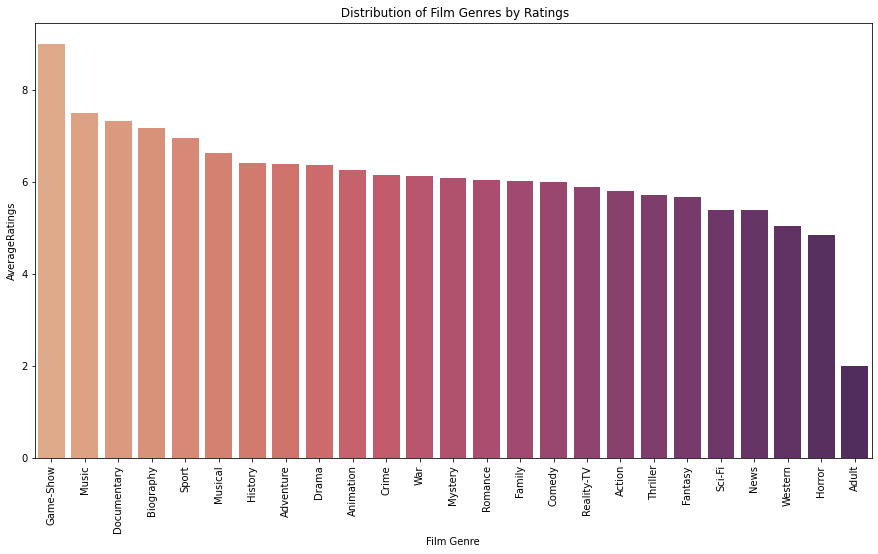 Distribution of Film Genres by Ratings
AverageRatings
8
6
4
2
0
Game-Show
Music
Documentary
Biography
Sport
Musical
History
Adventure
Drama
Animation
Crime
War
Mystery
Romance
Family
Comedy
Reality-TV
Action
Thriller
Fantasy
Sci-Fi
News
Western
Horror
Adult
Film Genre